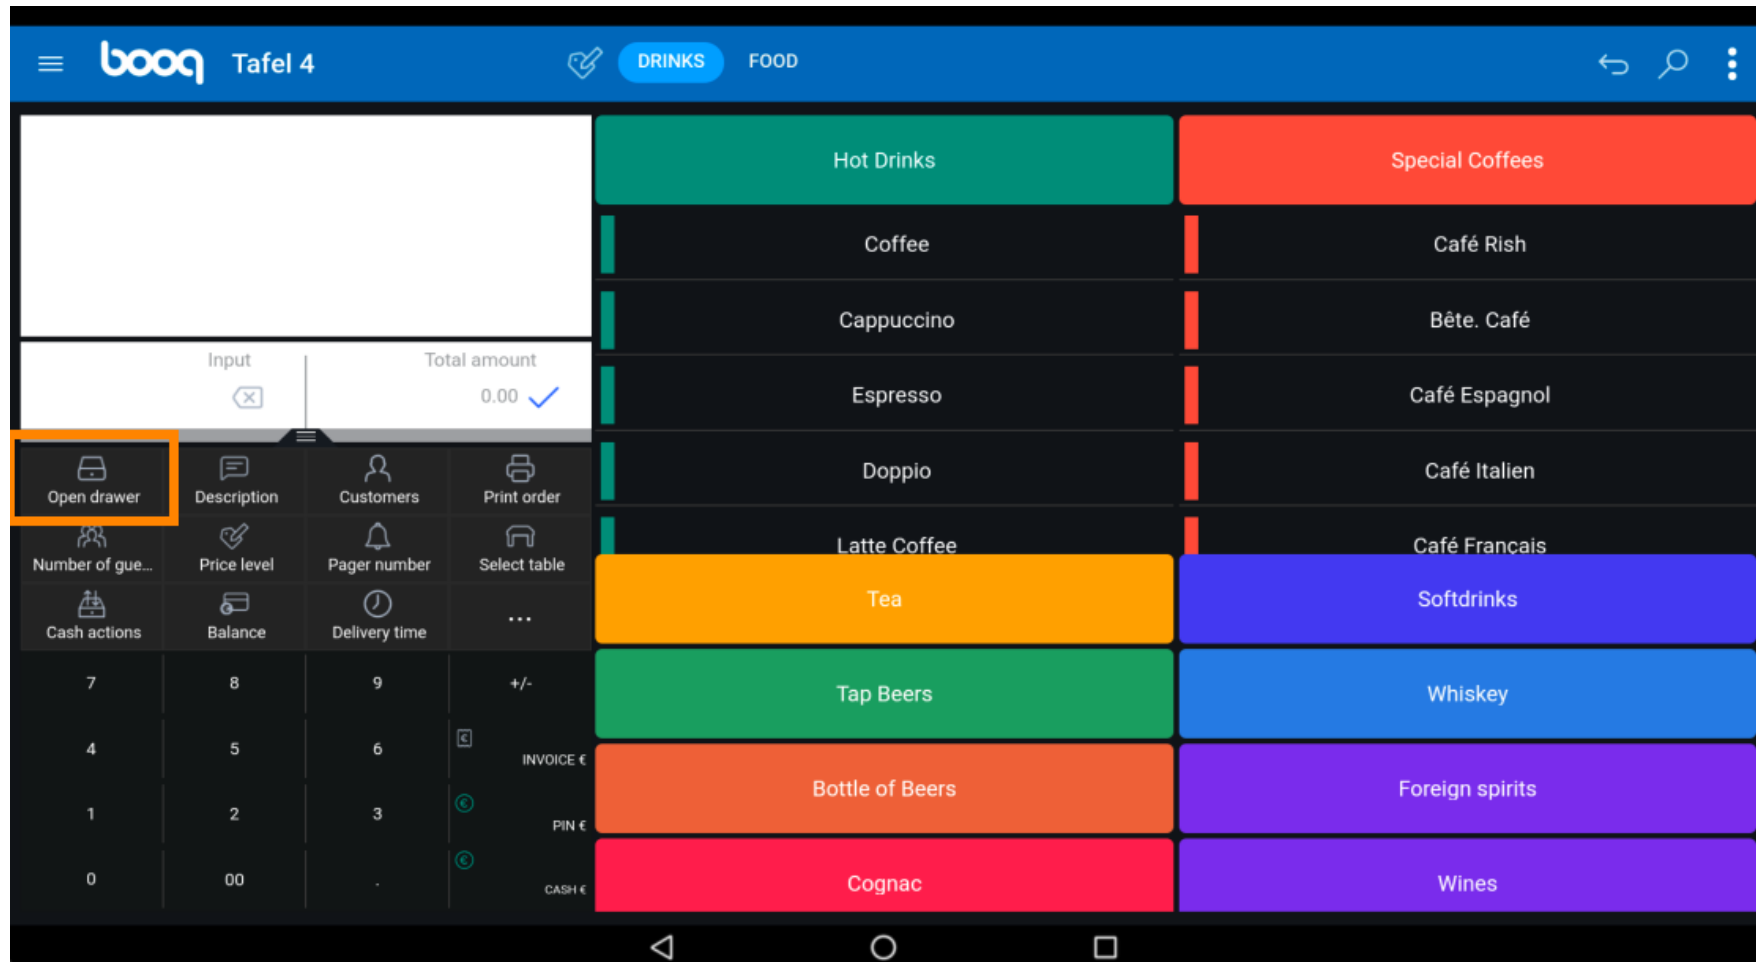 booq Tafel 4 DRINKS FOOD
Input Total amount
0.00
Open drawer Description Customers Print order
Number of gue... Price level Pager number Select table
Cash actions Balance Delivery time ...
7 8 9 +/-
4 5 6 INVOICE €
1 2 3 PIN €
0 00 . CASH €
Hot Drinks Special Coffees
Coffee Café Rish
Cappuccino Bête. Café
Espresso Café Espagnol
Doppio Café Italien
Latte Coffee Café Français
Tea Softdrinks
Tap Beers Whiskey
Bottle of Beers Foreign spirits
Cognac Wines